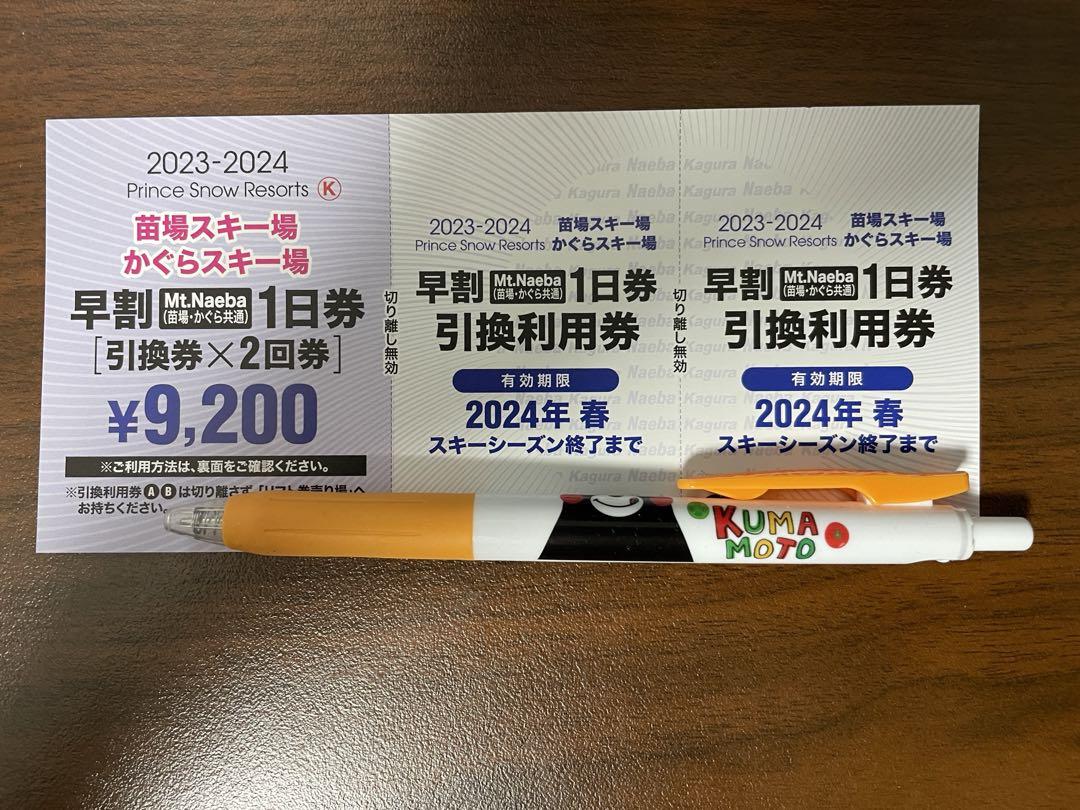 2023-2024
Prince Snow Resorts Ⓚ
苗場スキー場
かぐらスキー場
早割 Mt.Naeba (苗場・かぐら共通) 1日券
[引換券×2回券]
¥9,200
※ご利用方法は、裏面をご確認ください。
※引換利用券ⒶⒷは切り離さず「リフト券売り場」へ
お持ちください。
切り離し無効
2023-2024 苗場スキー場
Prince Snow Resorts かぐらスキー場
早割 Mt.Naeba (苗場・かぐら共通) 1日券
引換利用券
有効期限
2024年 春
スキーシーズン終了まで
切り離し無効
2023-2024 苗場スキー場
Prince Snow Resorts かぐらスキー場
早割 Mt.Naeba (苗場・かぐら共通) 1日券
引換利用券
有効期限
2024年 春
スキーシーズン終了まで
KUMA
MOTO